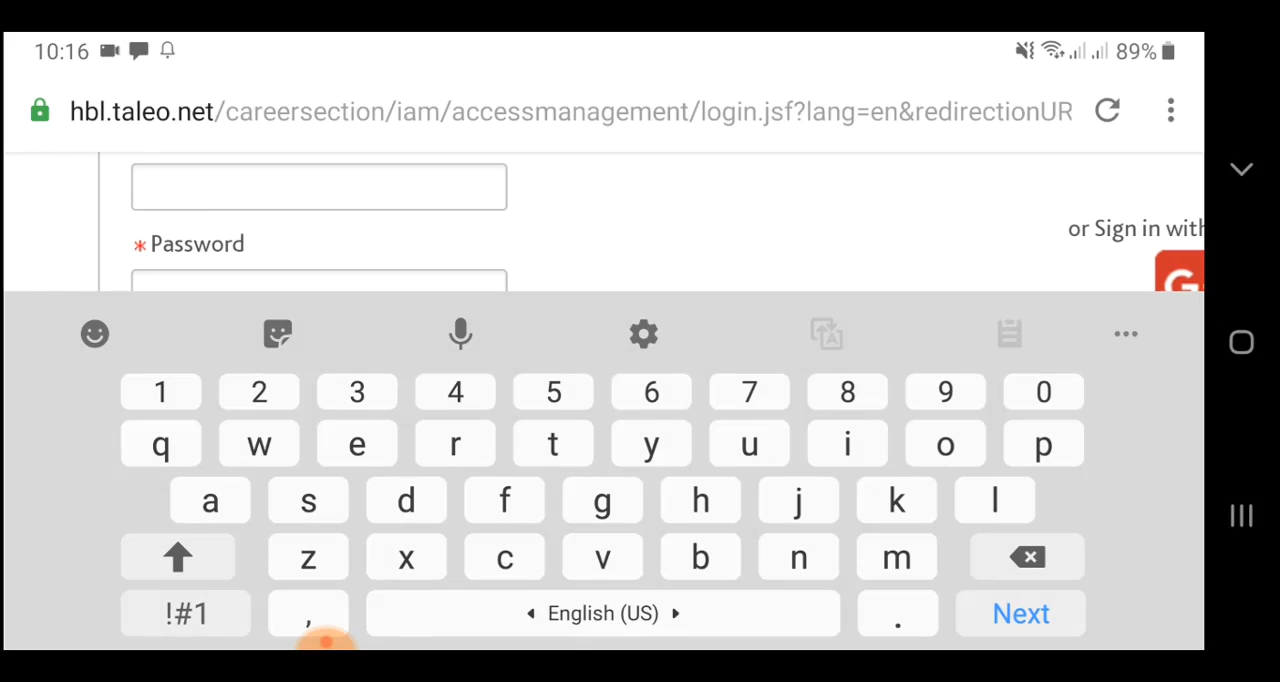 10:16 89%
hbl.taleo.net/careersection/iam/accessmanagement/login.jsf?lang=en&redirectionUR
or Sign in with
* Password
G
1 2 3 4 5 6 7 8 9 0
q w e r t y u i o p
a s d f g h j k l
z x c v b n m
!#1 , English (US) . Next